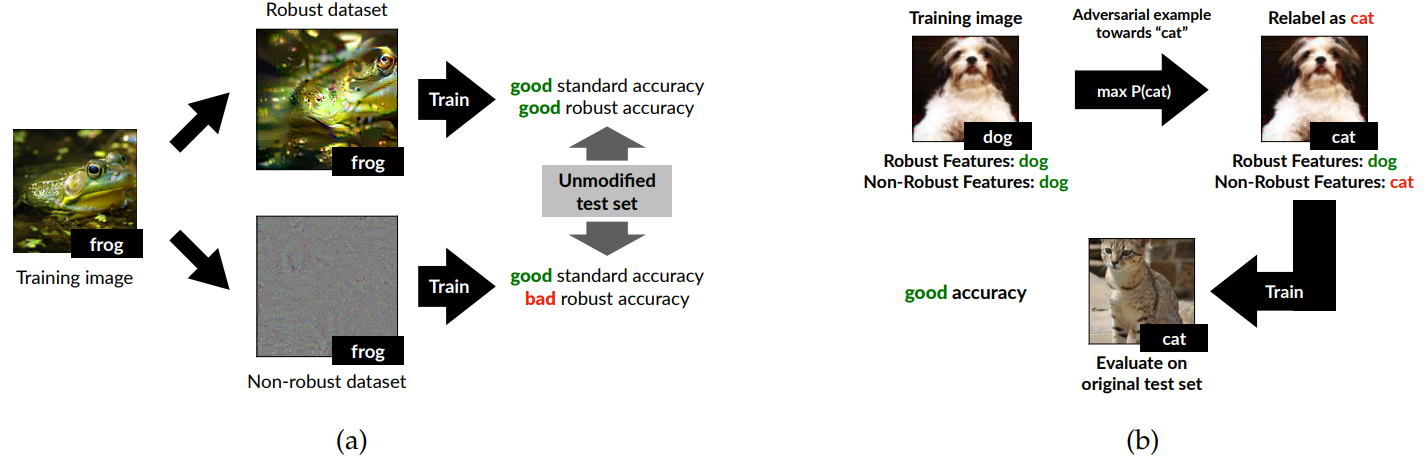 Robust dataset
frog
Train
good standard accuracy
good robust accuracy
frog
Training image
Unmodified
test set
frog
Non-robust dataset
Train
good standard accuracy
bad robust accuracy
(a)
Training image
dog
Robust Features: dog
Non-Robust Features: dog
Adversarial example
towards “cat”
max P(cat)
Relabel as cat
cat
Robust Features: dog
Non-Robust Features: cat
Train
cat
Evaluate on
original test set
good accuracy
(b)